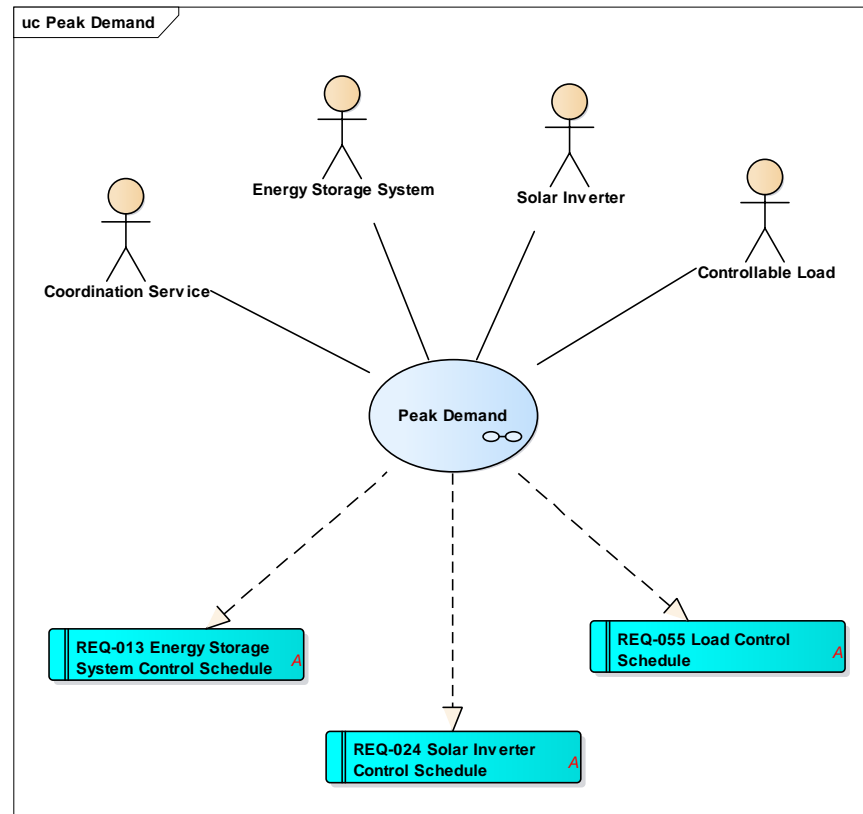 uc Peak Demand
Energy Storage System
Solar Inverter
Coordination Service
Controllable Load
Peak Demand
REQ-013 Energy Storage
System Control Schedule
A
REQ-055 Load Control
Schedule
A
REQ-024 Solar Inverter
Control Schedule
A